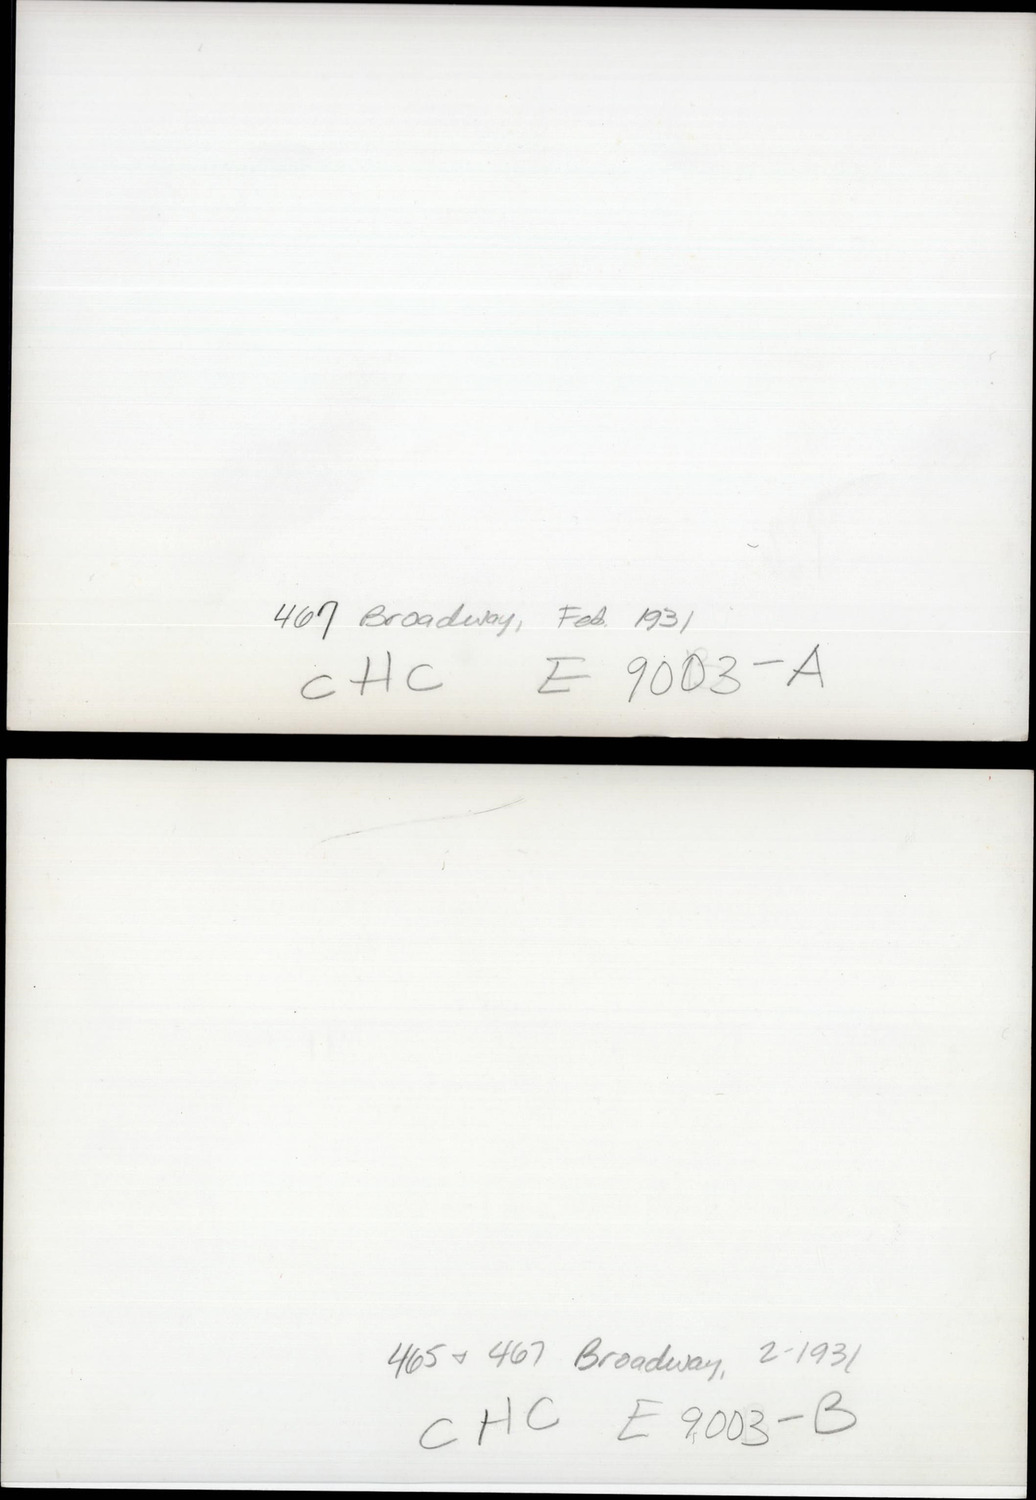 467 Broadway, Feb. 1931
CHC E 9003-A
465 & 467 Broadway, 2-1931
CHC E 9003-B